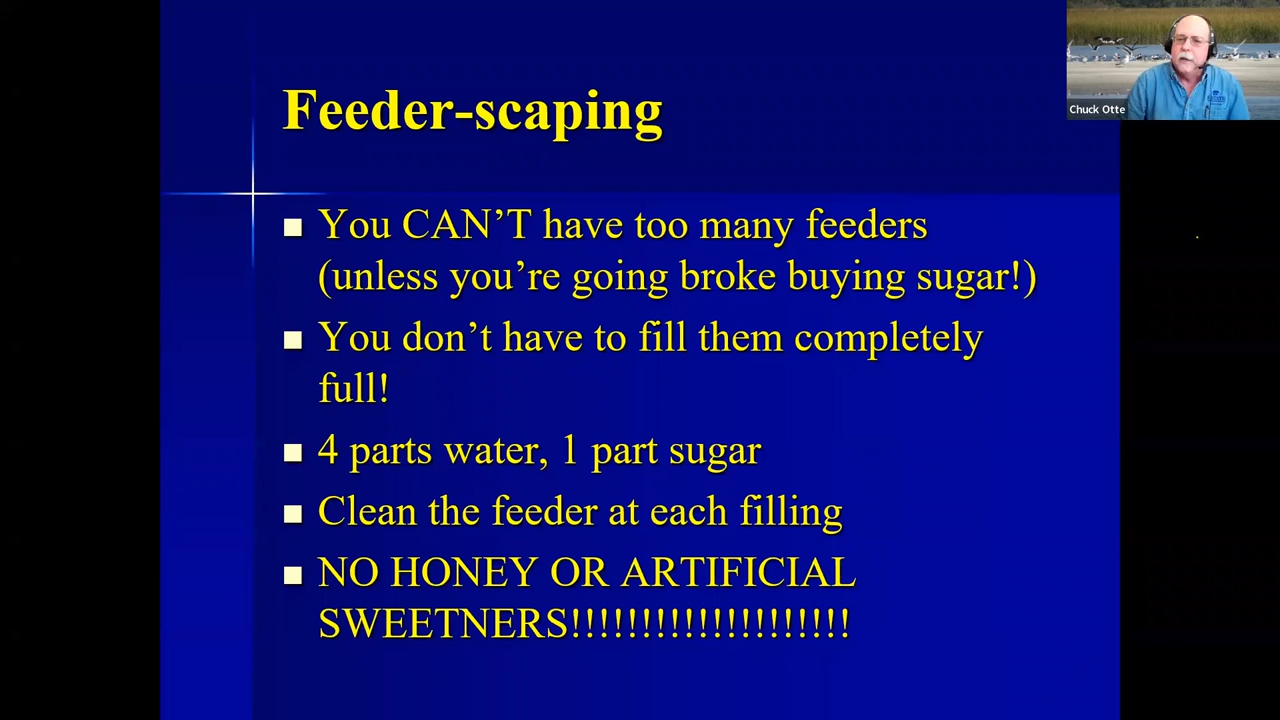 Feeder-scaping
Chuck Otte
You CAN’T have too many feeders
(unless you’re going broke buying sugar!)
You don’t have to fill them completely
full!
4 parts water, 1 part sugar
Clean the feeder at each filling
NO HONEY OR ARTIFICIAL
SWEETNERS!!!!!!!!!!!!!!!!!!!!